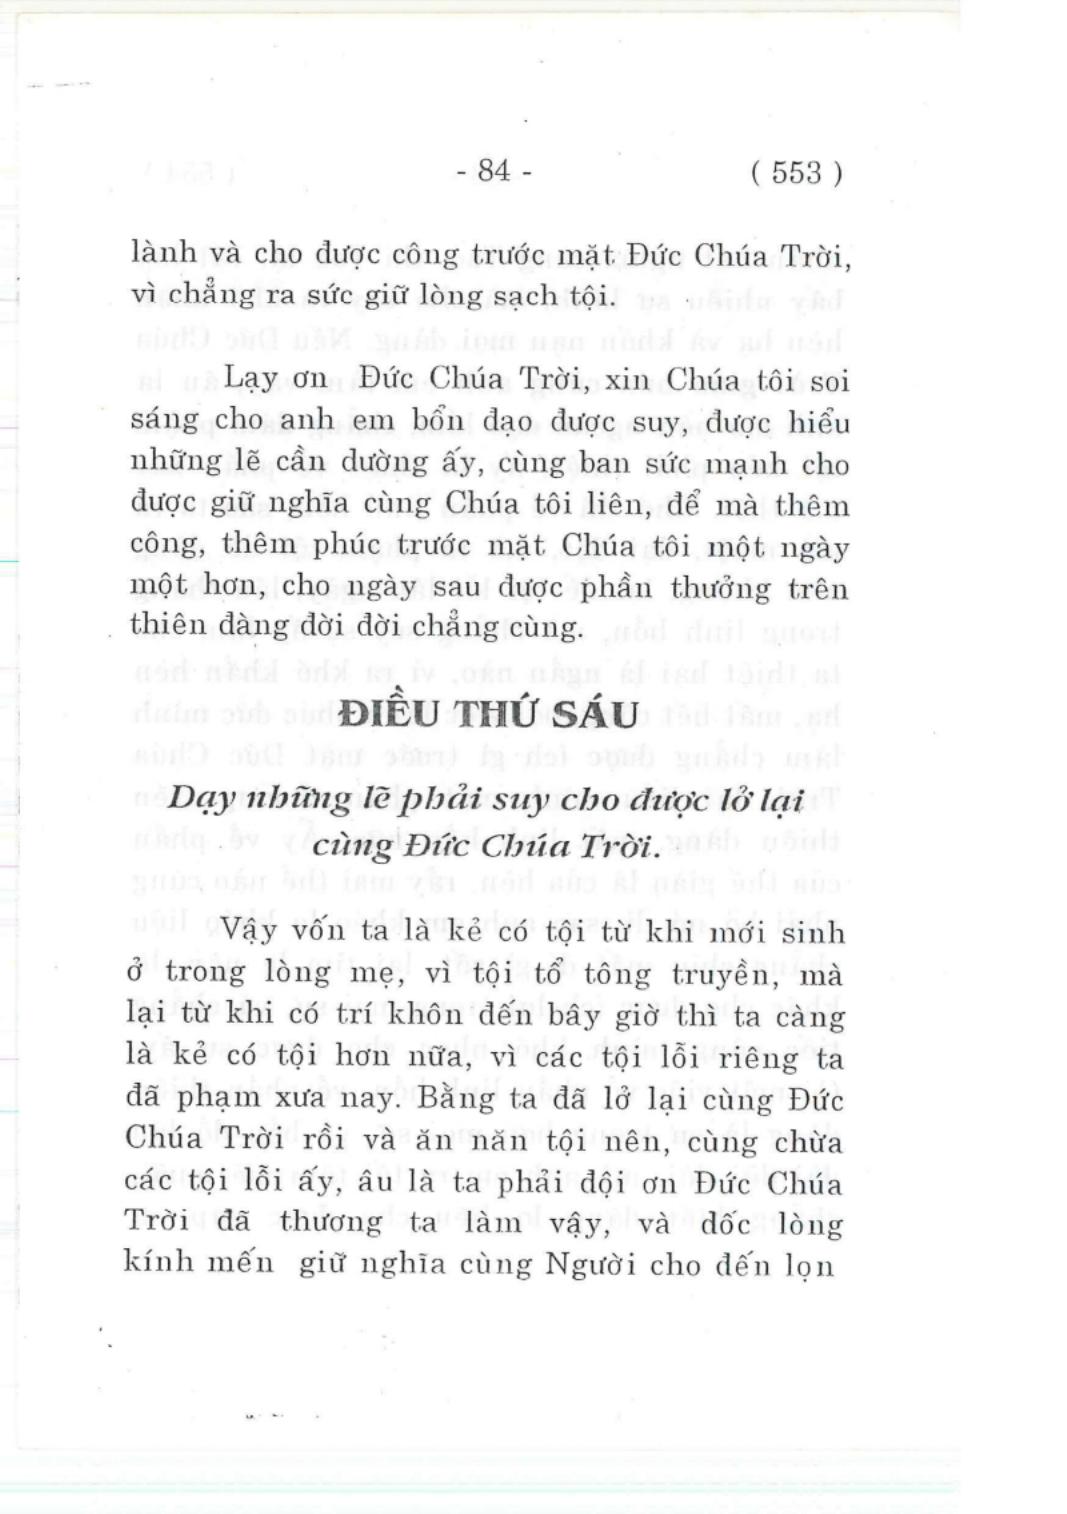 - 84 - ( 553 )
lành và cho được công trước mặt Đức Chúa Trời,
vì chẳng ra sức giữ lòng sạch tội.
Lạy ơn Đức Chúa Trời, xin Chúa tôi soi
sáng cho anh em bổn đạo được suy, được hiểu
những lẽ cần dường ấy, cùng ban sức mạnh cho
được giữ nghĩa cùng Chúa tôi liên, để mà thêm
công, thêm phúc trước mặt Chúa tôi một ngày
một hơn, cho ngày sau được phần thưởng trên
thiên đàng đời đời chẳng cùng.
ĐIỀU THỨ SÁU
Dạy những lẽ phải suy cho được lở lại
cùng Đức Chúa Trời.
Vậy vốn ta là kẻ có tội từ khi mới sinh
ở trong lòng mẹ, vì tội tổ tông truyền, mà
lại từ khi có trí khôn đến bây giờ thì ta càng
là kẻ có tội hơn nữa, vì các tội lỗi riêng ta
đã phạm xưa nay. Bằng ta đã lở lại cùng Đức
Chúa Trời rồi và ăn năn tội nên, cùng chừa
các tội lỗi ấy, âu là ta phải đội ơn Đức Chúa
Trời đã thương ta làm vậy, và dốc lòng
kính mến giữ nghĩa cùng Người cho đến lọn